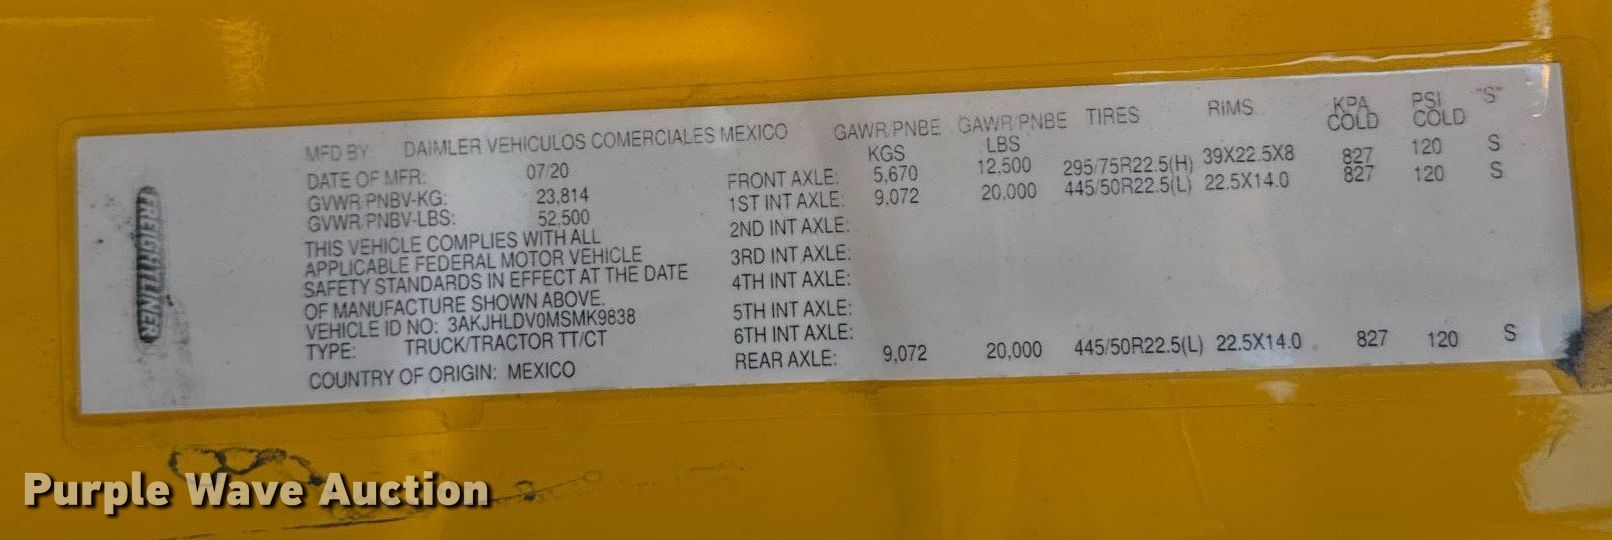 FREIGHTLINER
MFD BY DAIMLER VEHICULOS COMERCIALES MEXICO
DATE OF MFR: 07/20
GVWR/PNBV-KG: 23,814
GVWR/PNBV-LBS: 52,500
THIS VEHICLE COMPLIES WITH ALL
APPLICABLE FEDERAL MOTOR VEHICLE
SAFETY STANDARDS IN EFFECT AT THE DATE
OF MANUFACTURE SHOWN ABOVE.
VEHICLE ID NO: 3AKJHLDV0MSMK9838
TYPE: TRUCK/TRACTOR TT/CT
COUNTRY OF ORIGIN: MEXICO
GAWR/PNBE GAWR/PNBE TIRES RIMS KPA PSI "S"
KGS LBS COLD COLD
FRONT AXLE: 5,670 12,500 295/75R22.5(H) 39X22.5X8 827 120 S
1ST INT AXLE: 9,072 20,000 445/50R22.5(L) 22.5X14.0 827 120 S
2ND INT AXLE:
3RD INT AXLE:
4TH INT AXLE:
5TH INT AXLE:
6TH INT AXLE:
REAR AXLE: 9,072 20,000 445/50R22.5(L) 22.5X14.0 827 120 S
Purple Wave Auction